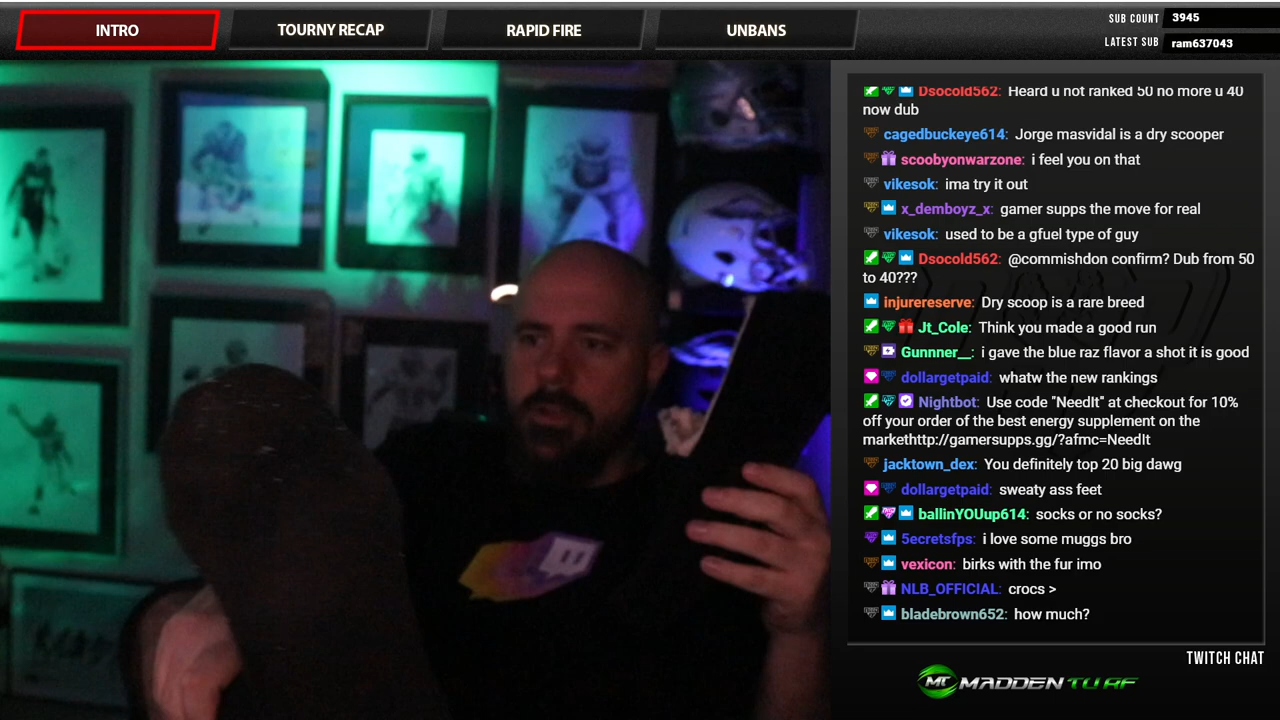 INTRO
TOURNY RECAP
RAPID FIRE
UNBANS
SUB COUNT 3945
LATEST SUB ram637043
Dsocold562: Heard u not ranked 50 no more u 40
now dub
cagedbuckeye614: Jorge masvidal is a dry scooper
scoobyonwarzone: i feel you on that
vikesok: ima try it out
x_demboyz_x: gamer supps the move for real
vikesok: used to be a gfuel type of guy
Dsocold562: @commishdon confirm? Dub from 50
to 40???
injurereserve: Dry scoop is a rare breed
Jt_Cole: Think you made a good run
Gunnner__: i gave the blue raz flavor a shot it is good
dollargetpaid: whatw the new rankings
Nightbot: Use code "NeedIt" at checkout for 10%
off your order of the best energy supplement on the
markethttp://gamersupps.gg/?afmc=NeedIt
jacktown_dex: You definitely top 20 big dawg
dollargetpaid: sweaty ass feet
ballinYOUup614: socks or no socks?
5ecretsfps: i love some muggs bro
vexicon: birks with the fur imo
NLB_OFFICIAL: crocs >
bladebrown652: how much?
TWITCH CHAT
MT MADDEN TURF